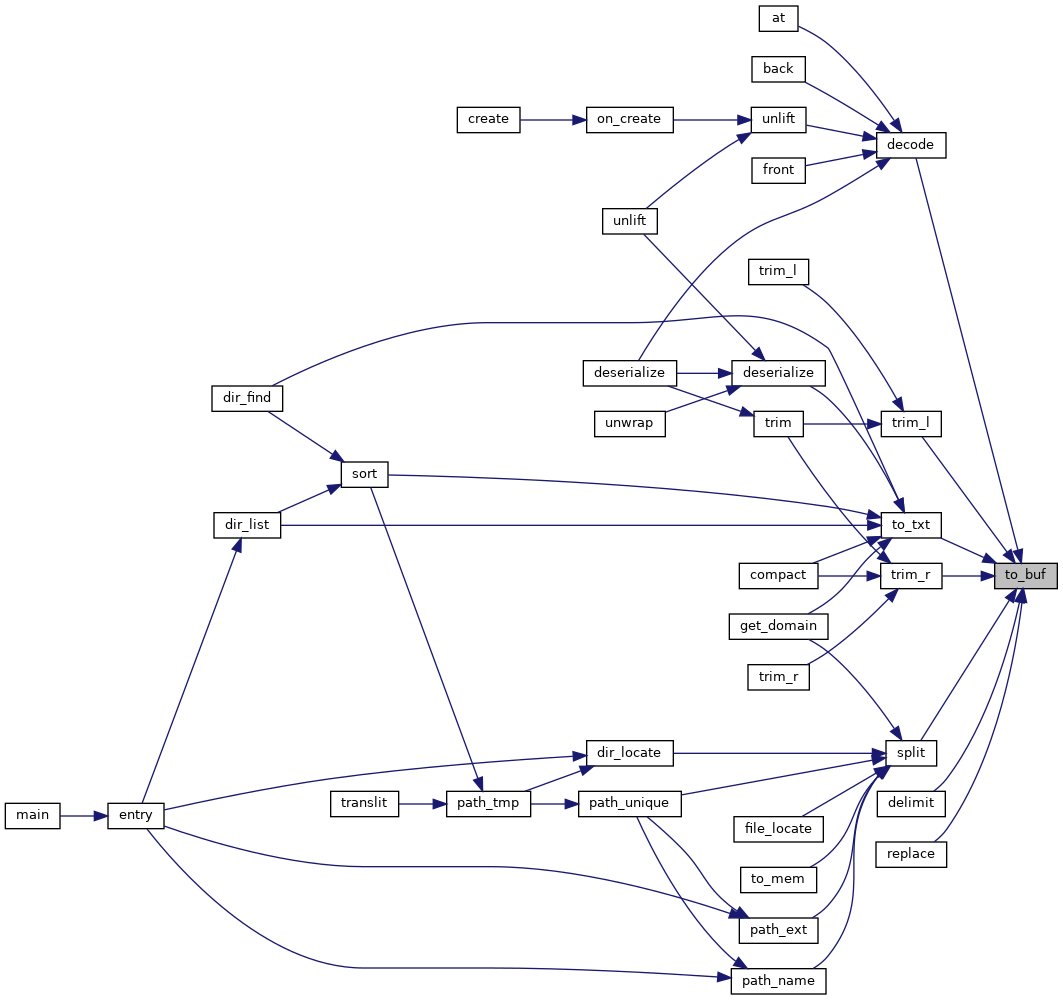 at
back
create
on_create
unlift
decode
front
unlift
trim_l
deserialize
deserialize
dir_find
unwrap
trim
trim_l
sort
dir_list
to_txt
compact
trim_r
to_buf
get_domain
trim_r
dir_locate
split
main
entry
translit
path_tmp
path_unique
delimit
file_locate
replace
to_mem
path_ext
path_name